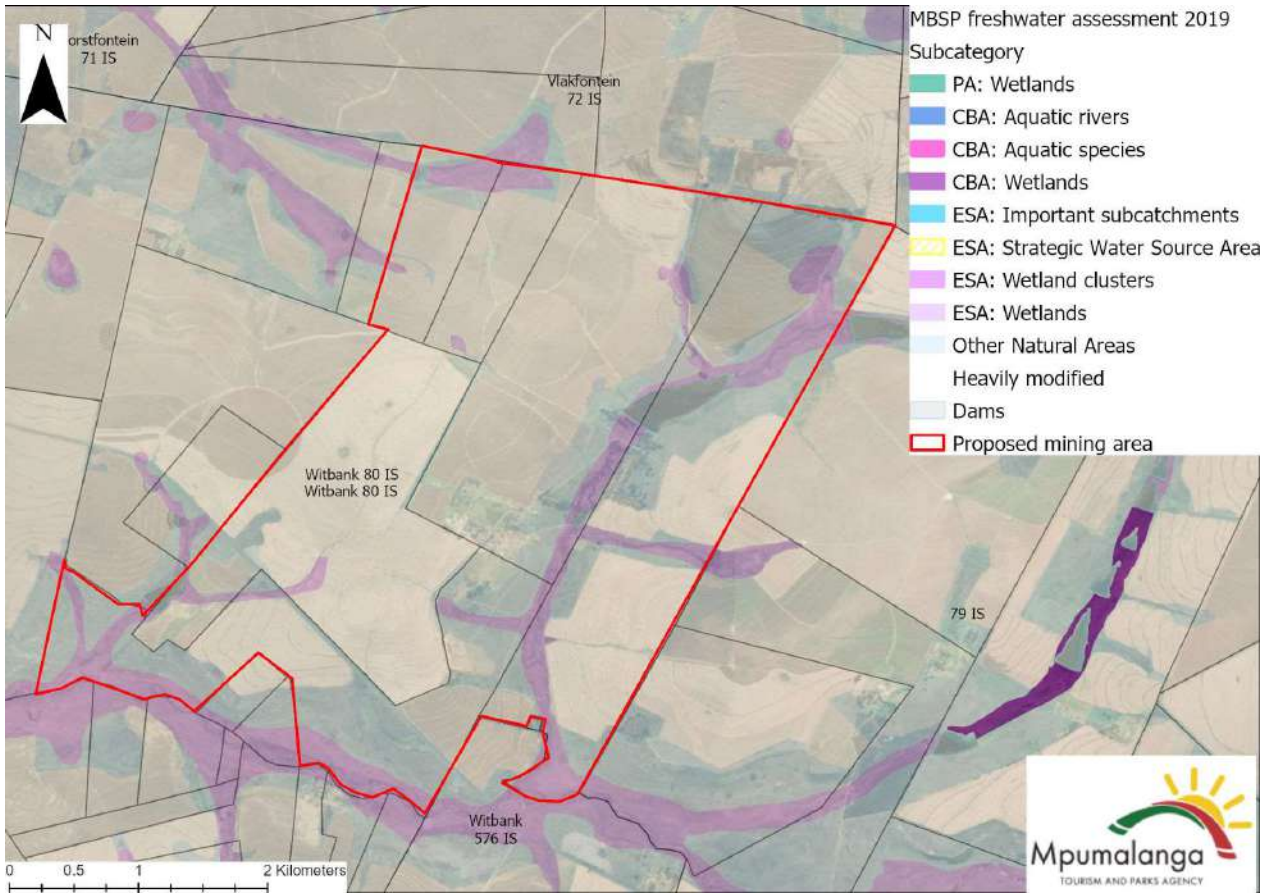 MBSP freshwater assessment 2019
Subcategory
PA: Wetlands
CBA: Aquatic rivers
CBA: Aquatic species
CBA: Wetlands
ESA: Important subcatchments
ESA: Strategic Water Source Area
ESA: Wetland clusters
ESA: Wetlands
Other Natural Areas
Heavily modified
Dams
Proposed mining area
N
orstfontein
71 IS
Vlakfontein
72 IS
Witbank 80 IS
Witbank 80 IS
79 IS
Witbank
576 IS
0 0.5 1 2 Kilometers
Mpumalanga
TOURISM AND PARKS AGENCY